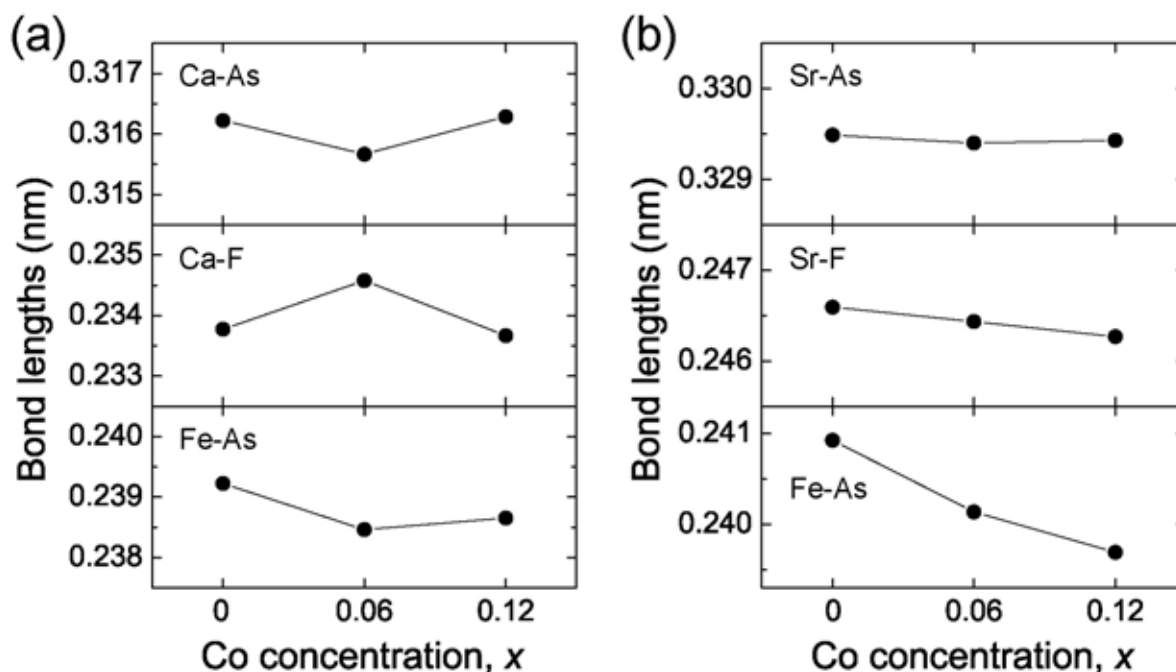 (a)
Bond lengths (nm)
Ca-As
0.317
0.316
0.315
Ca-F
0.235
0.234
0.233
Fe-As
0.240
0.239
0.238
0 0.06 0.12
Co concentration, x
(b)
Bond lengths (nm)
Sr-As
0.330
0.329
Sr-F
0.247
0.246
0.241
Fe-As
0.240
0 0.06 0.12
Co concentration, x